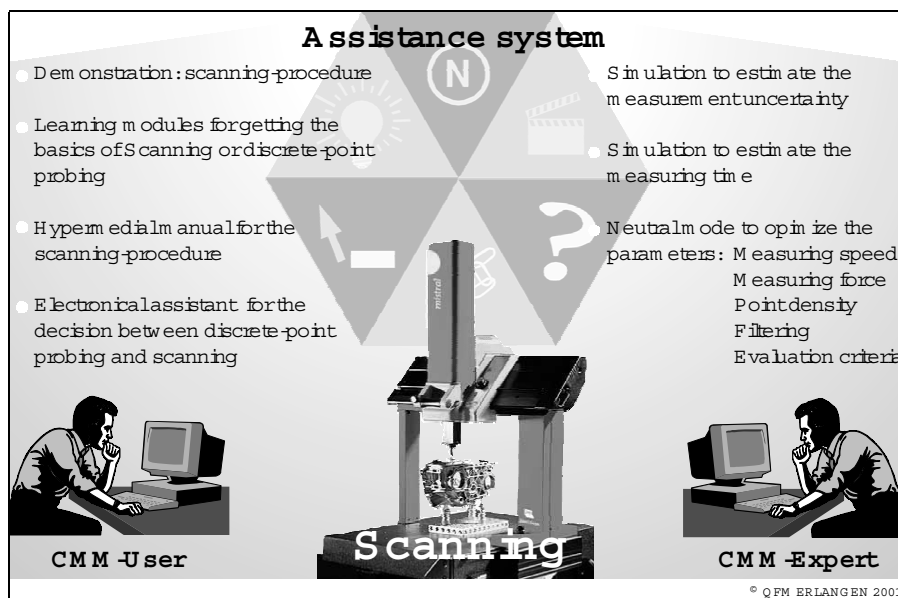 Assistance system
N
Demonstration: scanning-procedure
Learning modules for getting the
basics of Scanning or discrete-point
probing
Hypermedial manual for the
scanning-procedure
Electronical assistant for the
decision between discrete-point
probing and scanning
Simulation to estimate the
measurement uncertainty
Simulation to estimate the
measuring time
Neutral mode to opimize the
parameters: Measuring speed
Measuring force
Point density
Filtering
Evaluation criteria
?
mistral
Scanning
CMM-User
CMM-Expert
© QFM ERLANGEN 2001